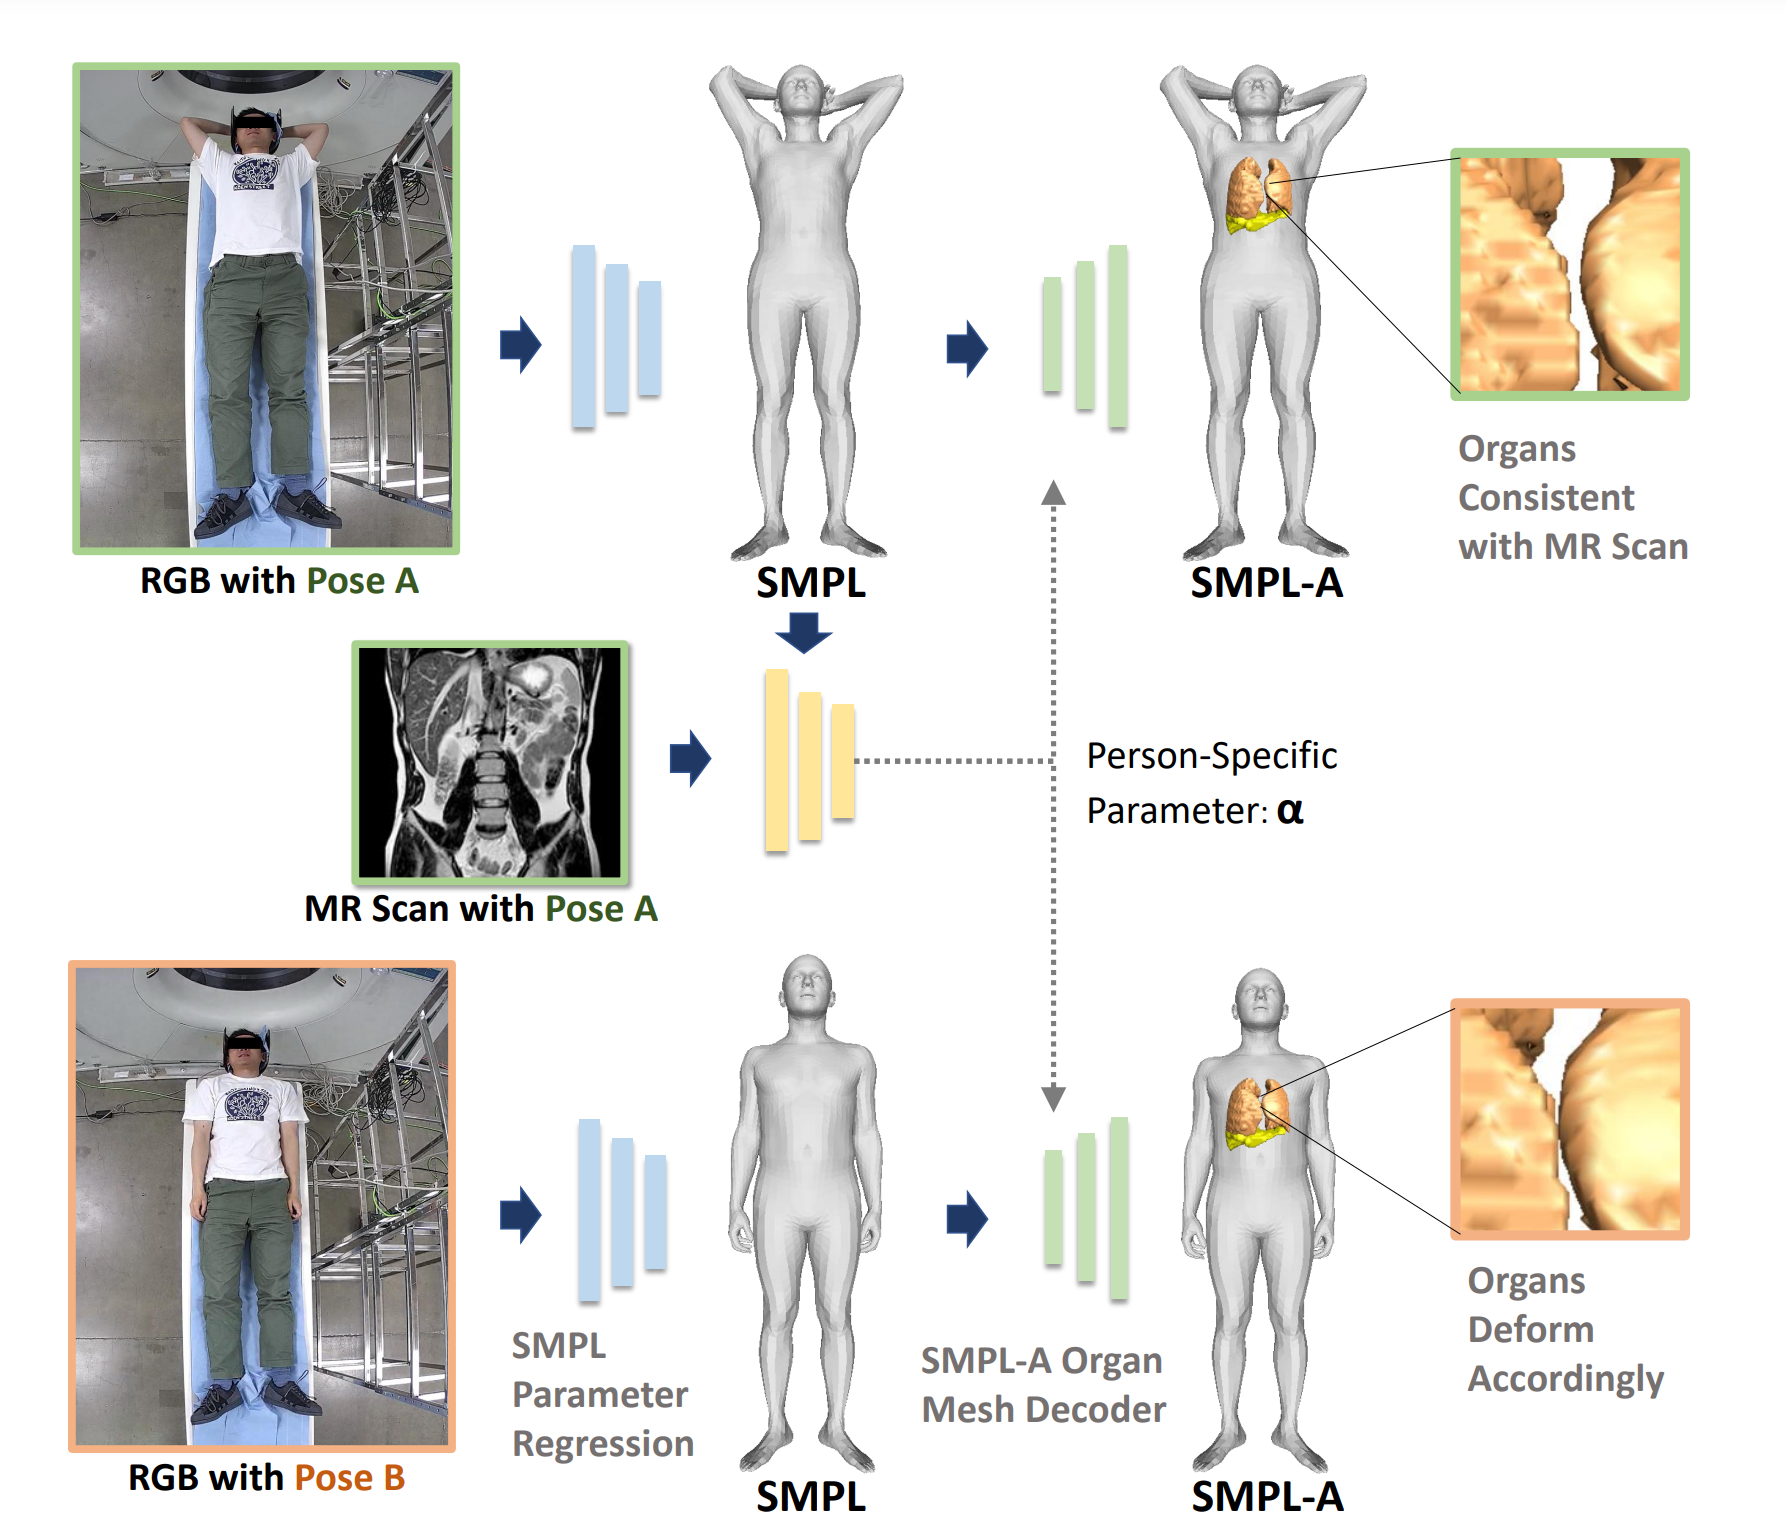 RGB with Pose A
SMPL
SMPL-A
Organs
Consistent
with MR Scan
MR Scan with Pose A
Person-Specific
Parameter: α
SMPL
Parameter
Regression
SMPL-A Organ
Mesh Decoder
Organs
Deform
Accordingly
RGB with Pose B
SMPL
SMPL-A